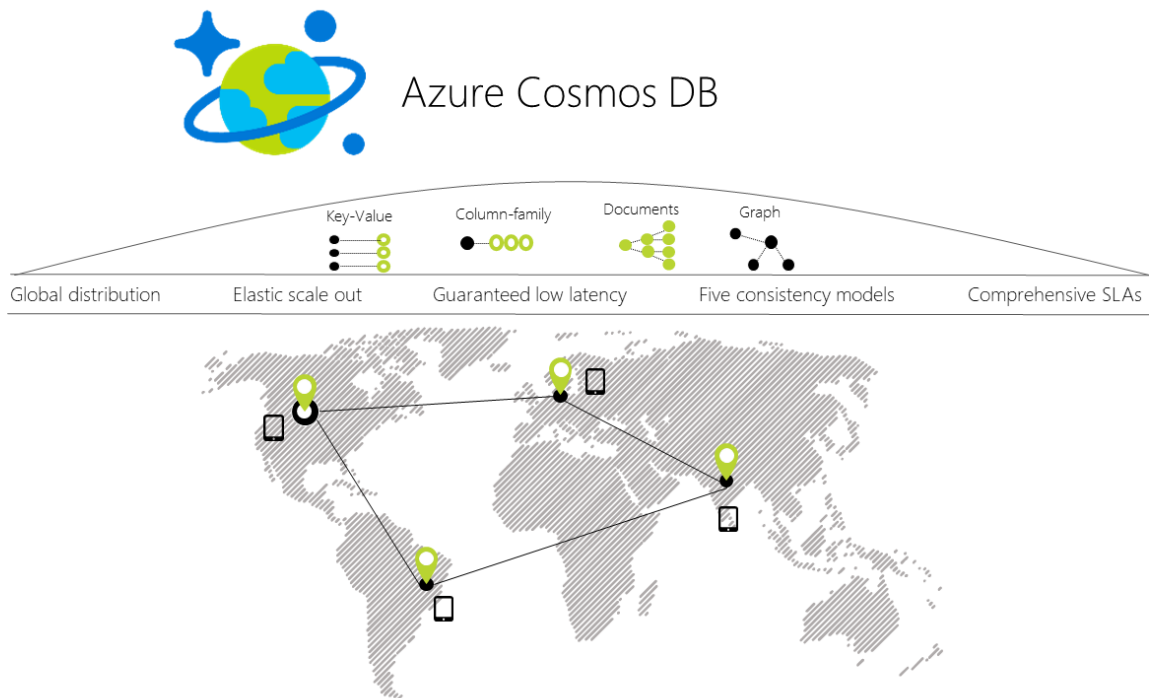 Azure Cosmos DB
Key-Value
Column-family
Documents
Graph
Global distribution
Elastic scale out
Guaranteed low latency
Five consistency models
Comprehensive SLAs